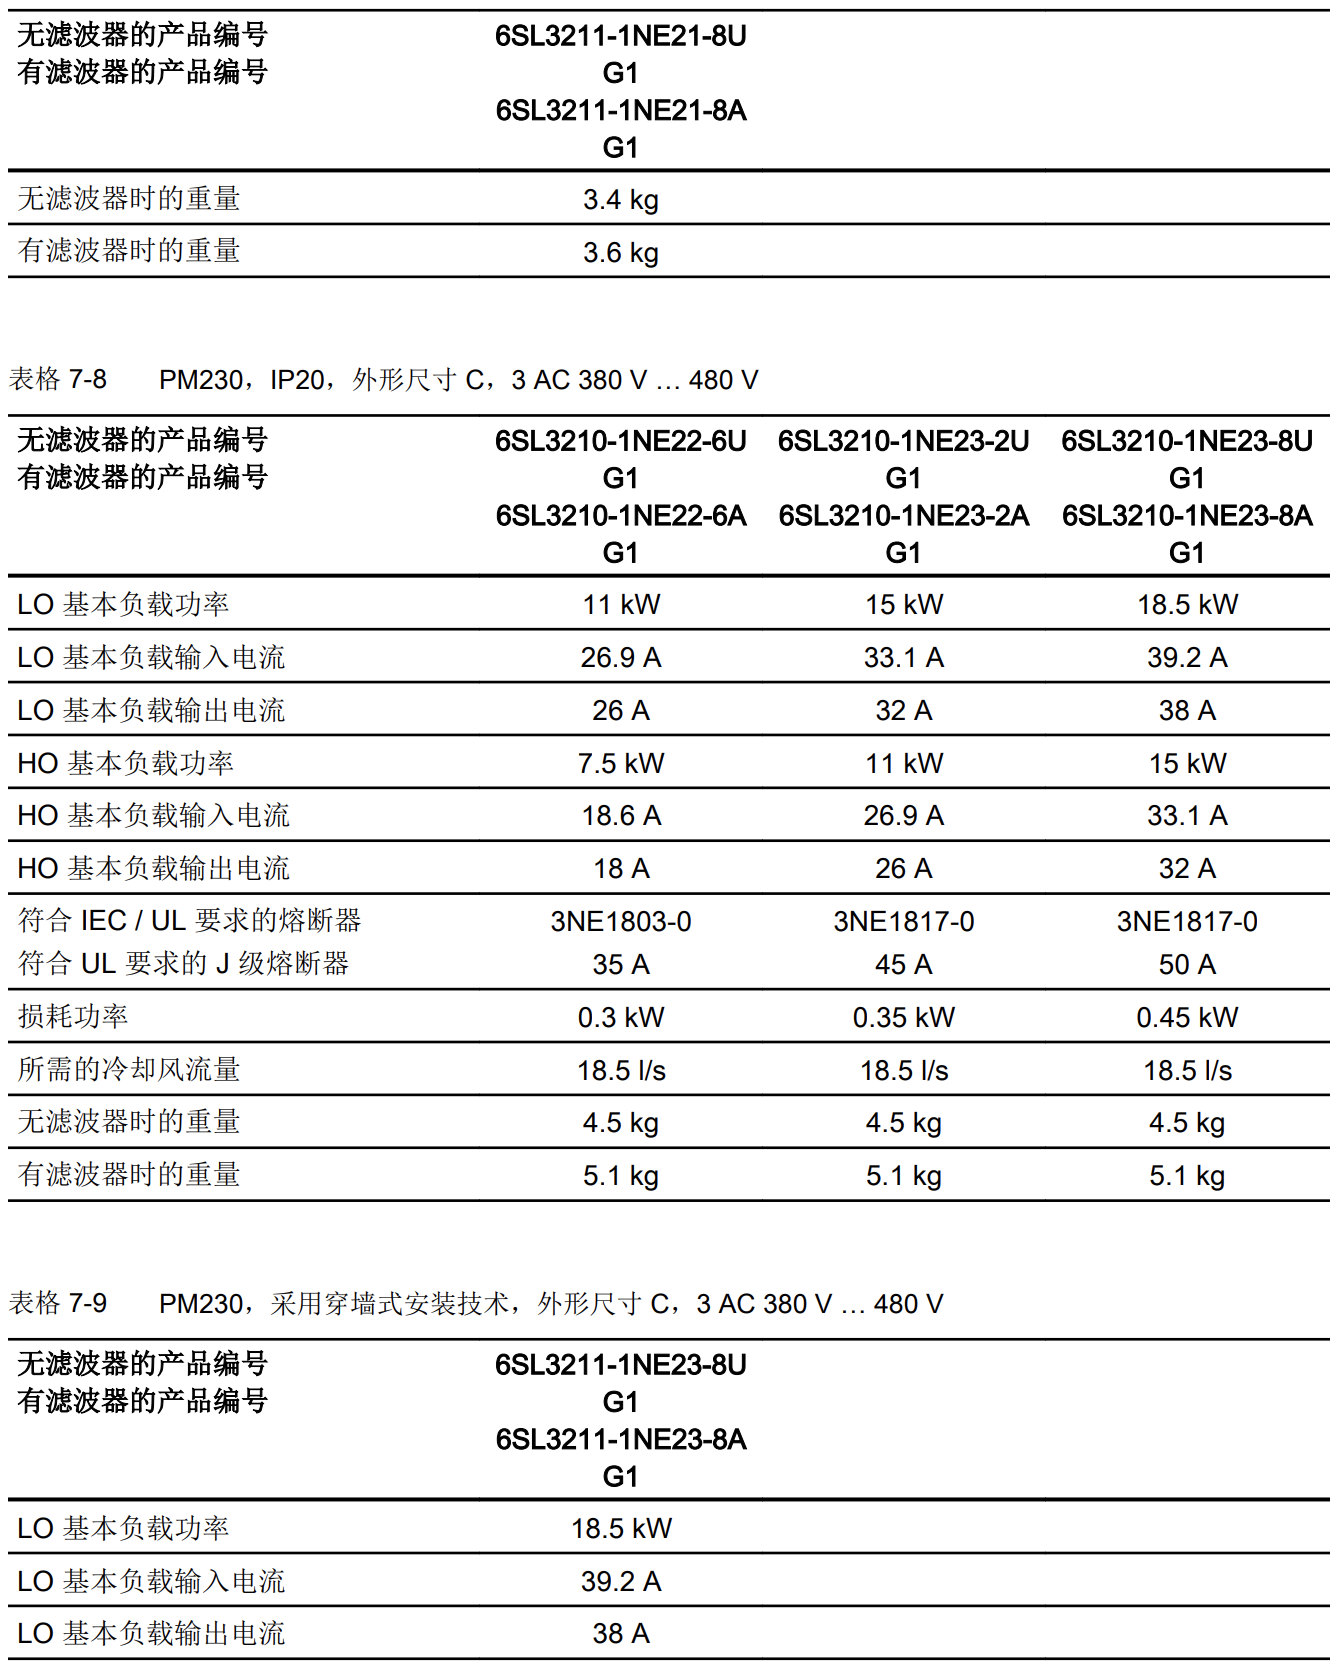 无滤波器的产品编号 6SL3211-1NE21-8U
有滤波器的产品编号 G1
6SL3211-1NE21-8A
G1
无滤波器时的重量 3.4 kg
有滤波器时的重量 3.6 kg
表格 7-8 PM230，IP20，外形尺寸 C，3 AC 380 V … 480 V
无滤波器的产品编号 6SL3210-1NE22-6U 6SL3210-1NE23-2U 6SL3210-1NE23-8U
有滤波器的产品编号 G1 G1 G1
6SL3210-1NE22-6A 6SL3210-1NE23-2A 6SL3210-1NE23-8A
G1 G1 G1
LO 基本负载功率 11 kW 15 kW 18.5 kW
LO 基本负载输入电流 26.9 A 33.1 A 39.2 A
LO 基本负载输出电流 26 A 32 A 38 A
HO 基本负载功率 7.5 kW 11 kW 15 kW
HO 基本负载输入电流 18.6 A 26.9 A 33.1 A
HO 基本负载输出电流 18 A 26 A 32 A
符合 IEC / UL 要求的熔断器 3NE1803-0 3NE1817-0 3NE1817-0
符合 UL 要求的 J 级熔断器 35 A 45 A 50 A
损耗功率 0.3 kW 0.35 kW 0.45 kW
所需的冷却风流量 18.5 l/s 18.5 l/s 18.5 l/s
无滤波器时的重量 4.5 kg 4.5 kg 4.5 kg
有滤波器时的重量 5.1 kg 5.1 kg 5.1 kg
表格 7-9 PM230，采用穿墙式安装技术，外形尺寸 C，3 AC 380 V … 480 V
无滤波器的产品编号 6SL3211-1NE23-8U
有滤波器的产品编号 G1
6SL3211-1NE23-8A
G1
LO 基本负载功率 18.5 kW
LO 基本负载输入电流 39.2 A
LO 基本负载输出电流 38 A